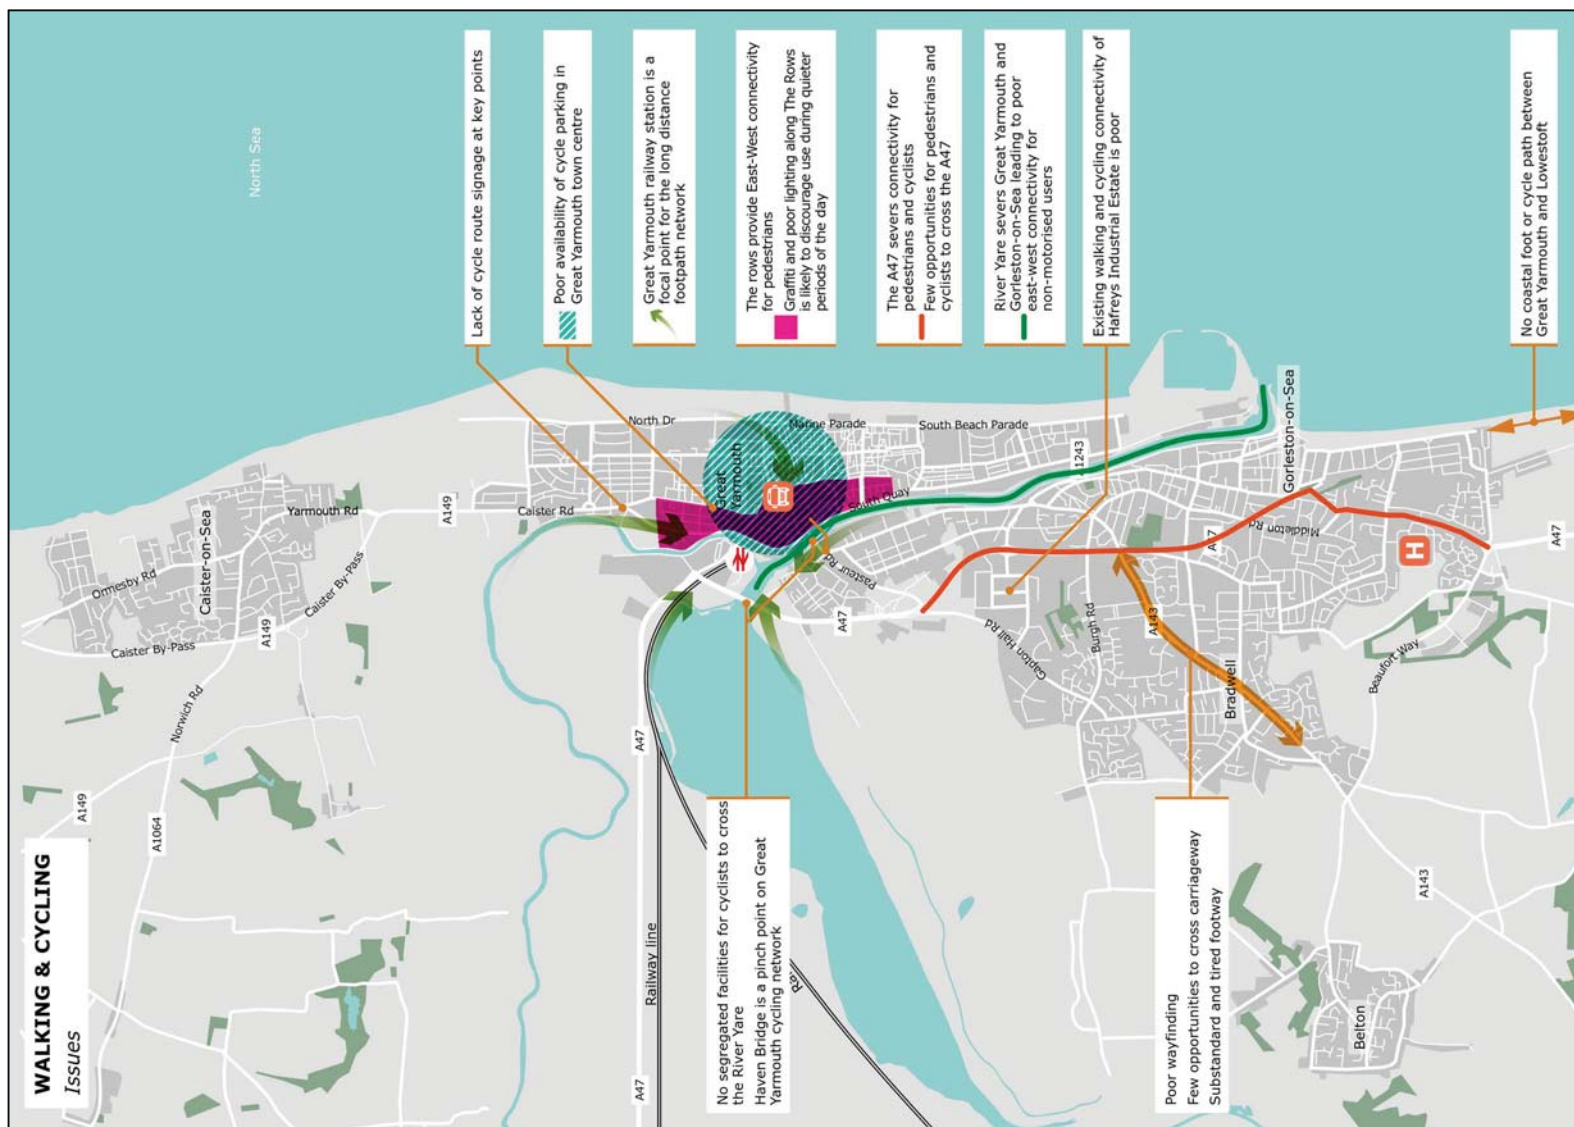 WALKING & CYCLING
Issues
North Sea
Lack of cycle route signage at key points
Poor availability of cycle parking in
Great Yarmouth town centre
Great Yarmouth railway station is a
focal point for the long distance
footpath network
The rows provide East-West connectivity
for pedestrians
Graffiti and poor lighting along The Rows
is likely to discourage use during quieter
periods of the day
The A47 severs connectivity for
pedestrians and cyclists
Few opportunities for pedestrians and
cyclists to cross the A47
River Yare severs Great Yarmouth and
Gorleston-on-Sea leading to poor
east-west connectivity for
non-motorised users
Existing walking and cycling connectivity of
Hafreys Industrial Estate is poor
No coastal foot or cycle path between
Great Yarmouth and Lowestoft
No segregated facilities for cyclists to cross
the River Yare
Haven Bridge is a pinch point on Great
Yarmouth cycling network
Poor wayfinding
Few opportunities to cross carriageway
Substandard and tired footway
Ormesby Rd
Caister-on-Sea
Yarmouth Rd
Caister By-Pass
Caister By-Pass
A149
A149
A149
Norwich Rd
A1064
Caister Rd
North Dr
Great
Yarmouth
Marine Parade
South Beach Parade
South Quay
A1243
Gorleston-on-Sea
Pasteur Rd
A47
A47
A47
Railway line
Gapton Hall Rd
Burgh Rd
A143
Bradwell
Middleton Rd
H
A47
Beaufort Way
A143
Belton